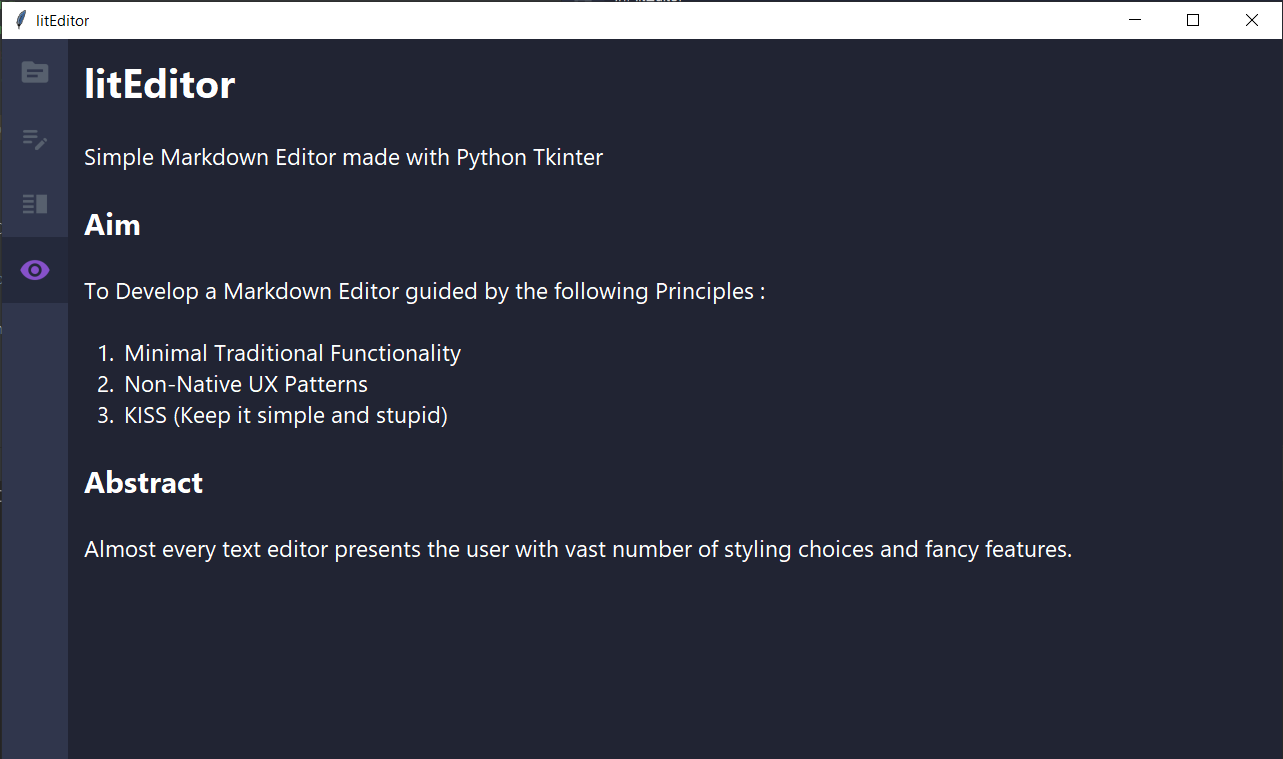 litEditor
litEditor
Simple Markdown Editor made with Python Tkinter
Aim
To Develop a Markdown Editor guided by the following Principles :
1. Minimal Traditional Functionality
2. Non-Native UX Patterns
3. KISS (Keep it simple and stupid)
Abstract
Almost every text editor presents the user with vast number of styling choices and fancy features.